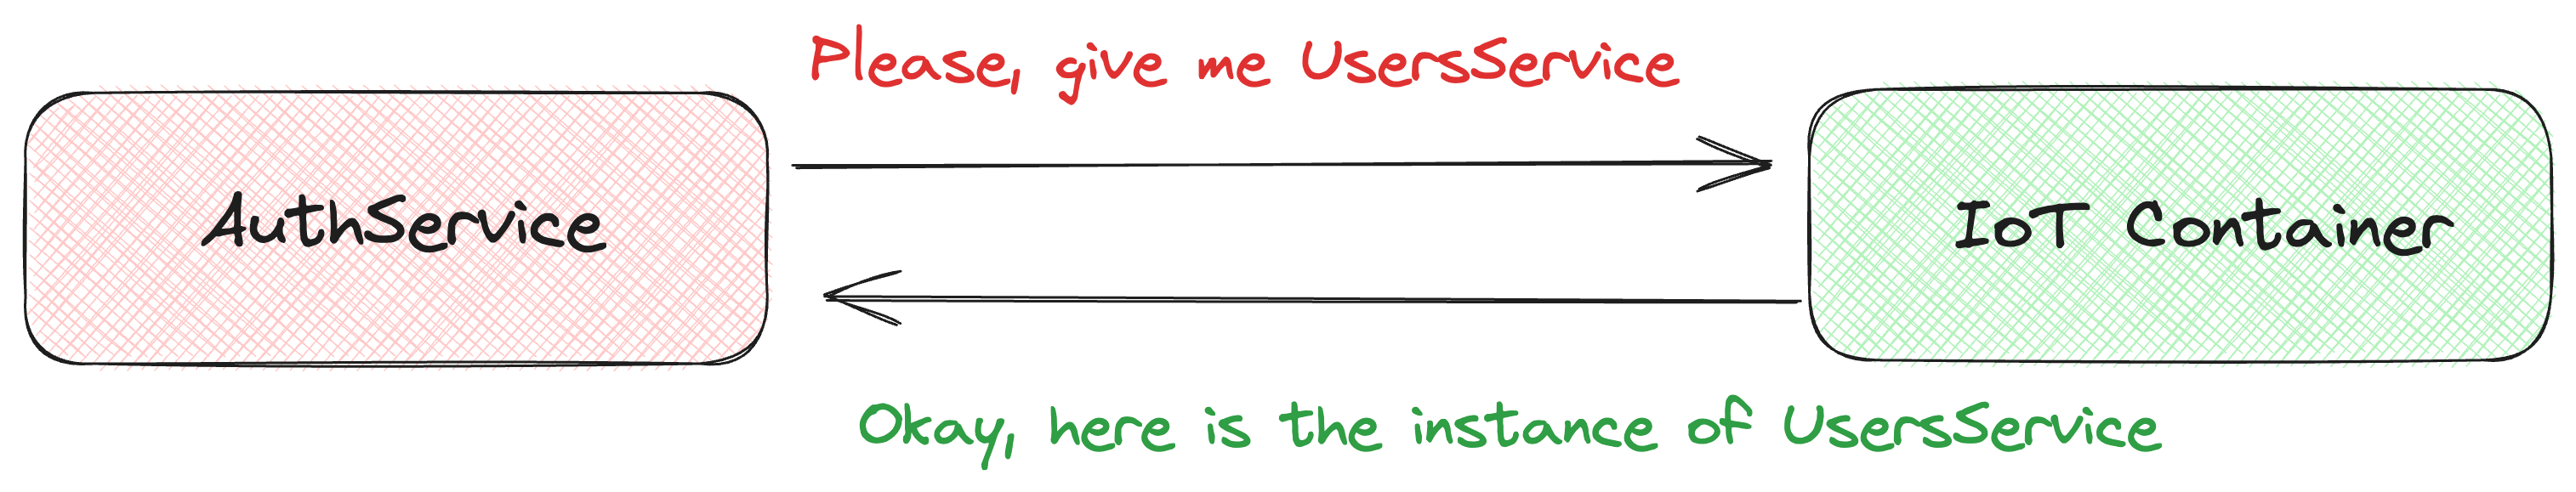 Please, give me UsersService
AuthService
IoT Container
Okay, here is the instance of UsersService